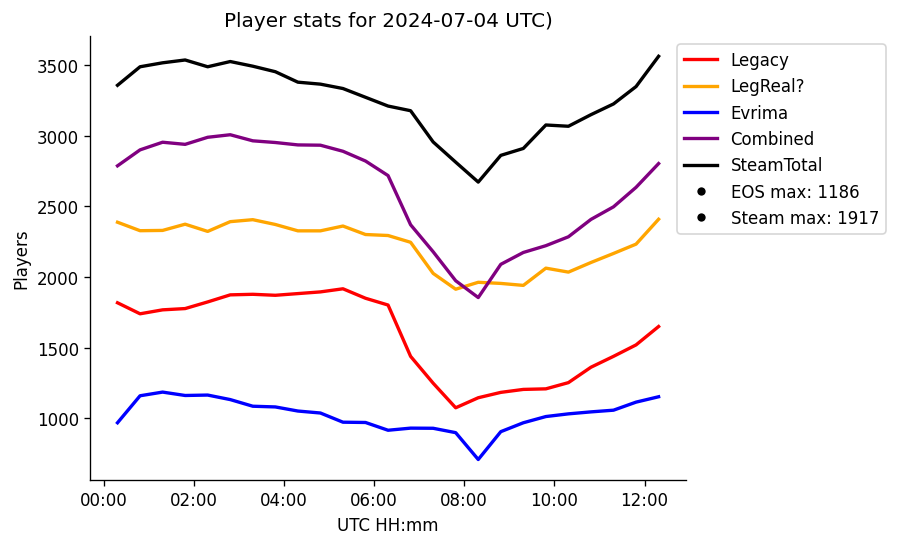 Player stats for 2024-07-04 UTC)
Players
3500
3000
2500
2000
1500
1000
00:00 02:00 04:00 06:00 08:00 10:00 12:00
UTC HH:mm
Legacy
LegReal?
Evrima
Combined
SteamTotal
EOS max: 1186
Steam max: 1917